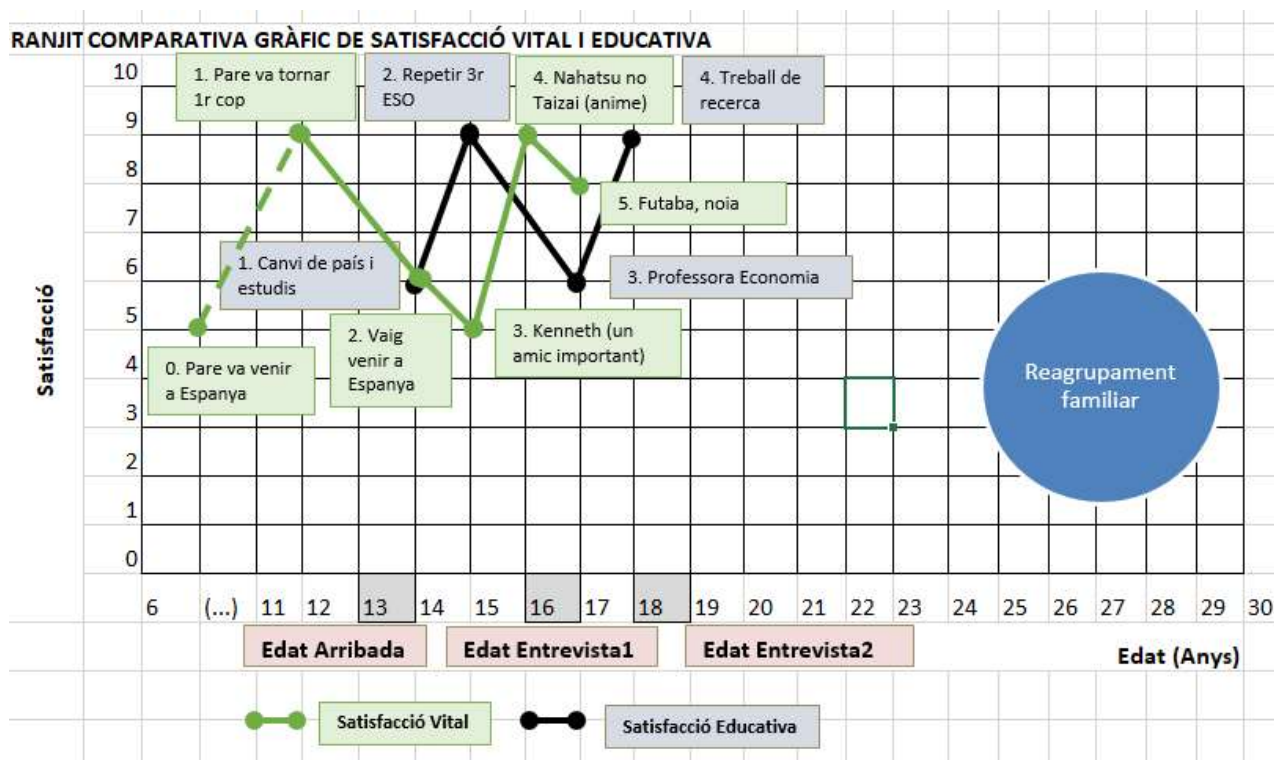 RANJIT COMPARATIVA GRÀFIC DE SATISFACCIÓ VITAL I EDUCATIVA
10
9
8
7
6
5
4
3
2
1
0
Satisfacció
1. Pare va tornar
1r cop
2. Repetir 3r
ESO
4. Nahatsu no
Taizai (anime)
4. Treball de
recerca
5. Futaba, noia
1. Canvi de país i
estudis
3. Professora Economia
0. Pare va venir
a Espanya
2. Vaig
venir a
Espanya
3. Kenneth (un
amic important)
Reagrupament
familiar
6 (...) 11 12 13 14 15 16 17 18 19 20 21 22 23 24 25 26 27 28 29 30
Edat Arribada
Edat Entrevista1
Edat Entrevista2
Edat (Anys)
Satisfacció Vital
Satisfacció Educativa